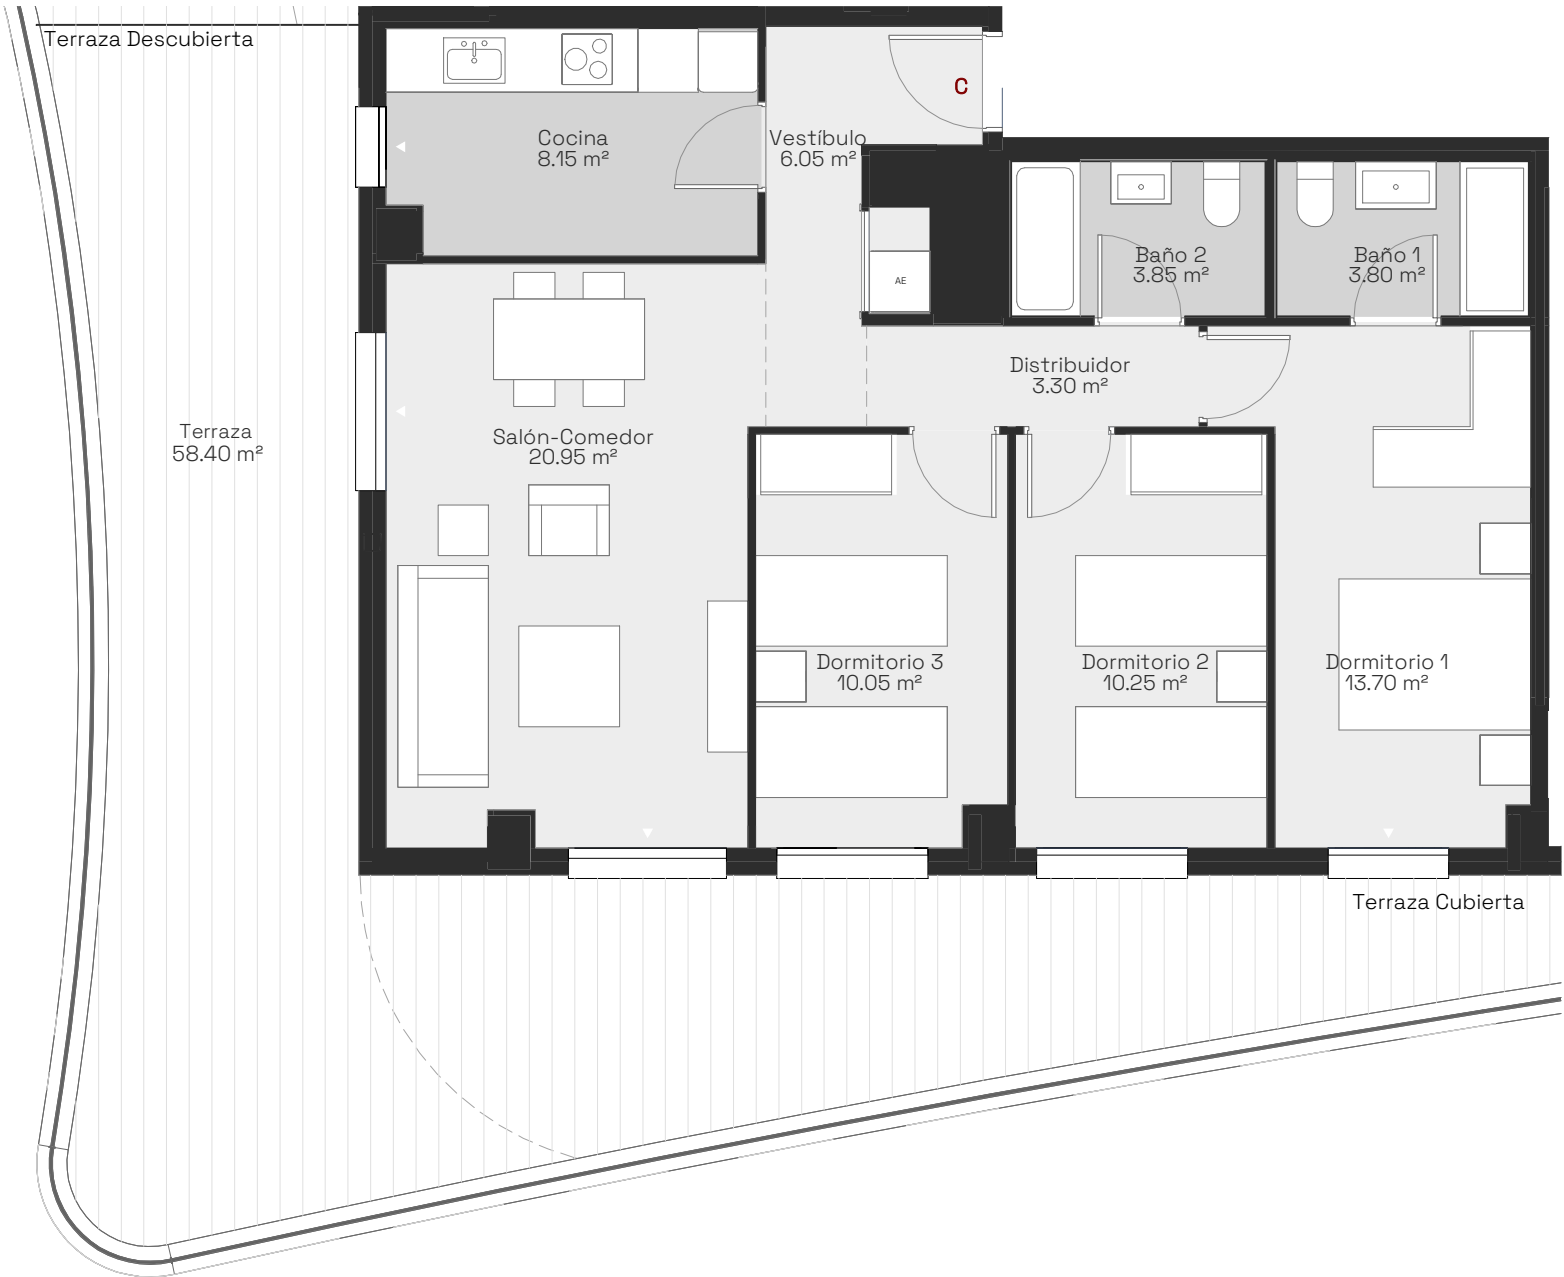 Terraza Descubierta
C
Cocina
8.15 m²
Vestíbulo
6.05 m²
Baño 2
3.85 m²
Baño 1
3.80 m²
AE
Distribuidor
3.30 m²
Terraza
58.40 m²
Salón-Comedor
20.95 m²
Dormitorio 3
10.05 m²
Dormitorio 2
10.25 m²
Dormitorio 1
13.70 m²
Terraza Cubierta